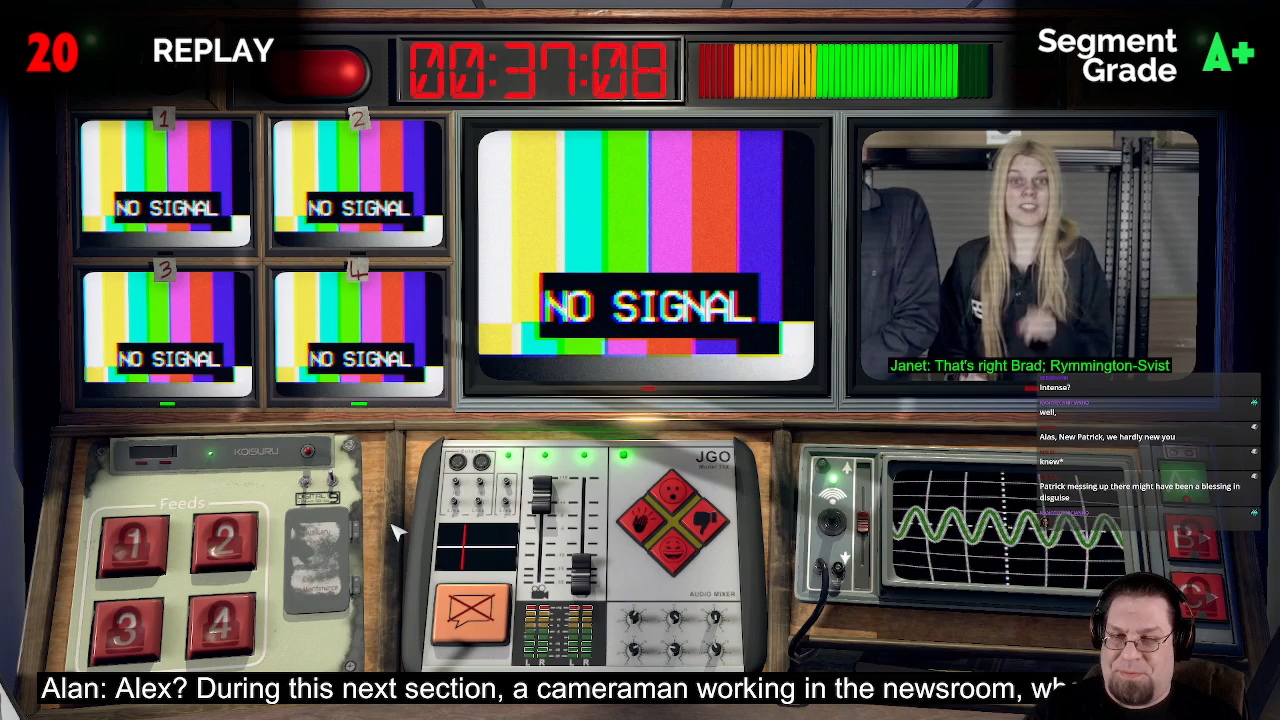 20
REPLAY
00:37:08
Segment
Grade
A+
1
2
NO SIGNAL
NO SIGNAL
NO SIGNAL
3
4
NO SIGNAL
NO SIGNAL
Janet: That's right Brad; Rymmington-Svist
Intense?
well,
Alas, New Patrick, we hardly new you
knew*
Patrick messing up there might have been a blessing in
disguise
KOISURU
Feeds
1
2
3
4
Output
JGO
AUDIO MIXER
L R
L R
B
C
Alan: Alex? During this next section, a cameraman working in the newsroom,